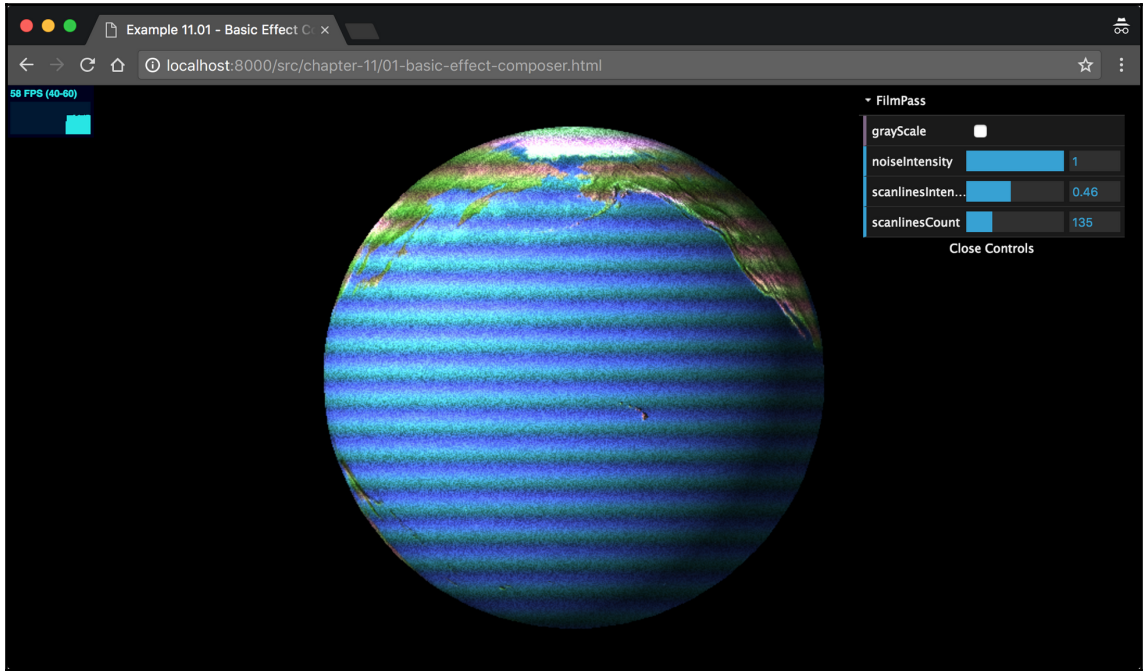 Example 11.01 - Basic Effect Co
localhost:8000/src/chapter-11/01-basic-effect-composer.html
58 FPS (40-60)
FilmPass
grayScale
noiseIntensity 1
scanlinesInten... 0.46
scanlinesCount 135
Close Controls